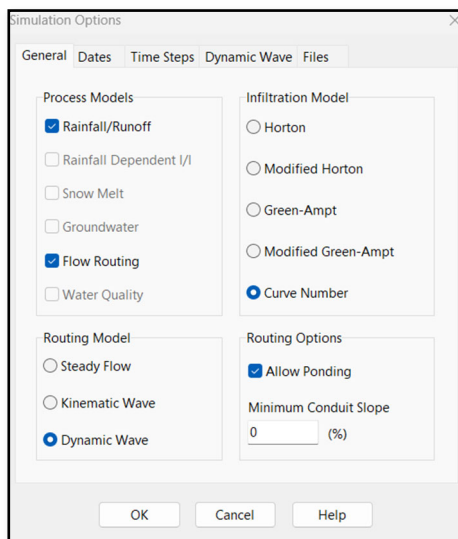 Simulation Options
General Dates Time Steps Dynamic Wave Files
Process Models
Rainfall/Runoff
Rainfall Dependent I/I
Snow Melt
Groundwater
Flow Routing
Water Quality
Infiltration Model
Horton
Modified Horton
Green-Ampt
Modified Green-Ampt
Curve Number
Routing Model
Steady Flow
Kinematic Wave
Dynamic Wave
Routing Options
Allow Ponding
Minimum Conduit Slope
0 (%)
OK Cancel Help